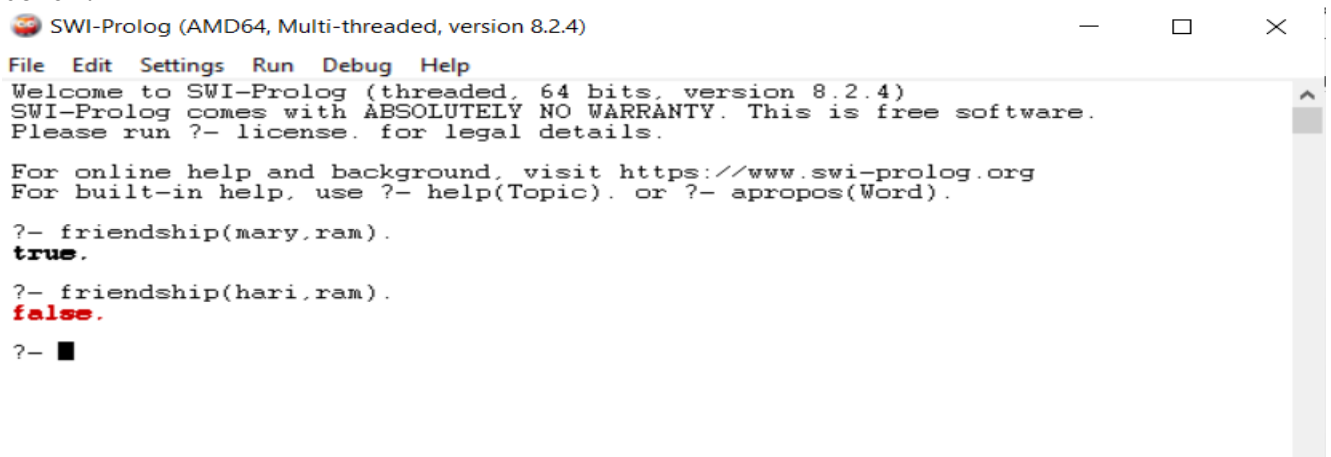 SWI-Prolog (AMD64, Multi-threaded, version 8.2.4)
File Edit Settings Run Debug Help
Welcome to SWI-Prolog (threaded, 64 bits, version 8.2.4)
SWI-Prolog comes with ABSOLUTELY NO WARRANTY. This is free software.
Please run ?- license. for legal details.
For online help and background, visit https://www.swi-prolog.org
For built-in help, use ?- help(Topic). or ?- apropos(Word).
?- friendship(mary,ram).
true.
?- friendship(hari,ram).
false.
?-